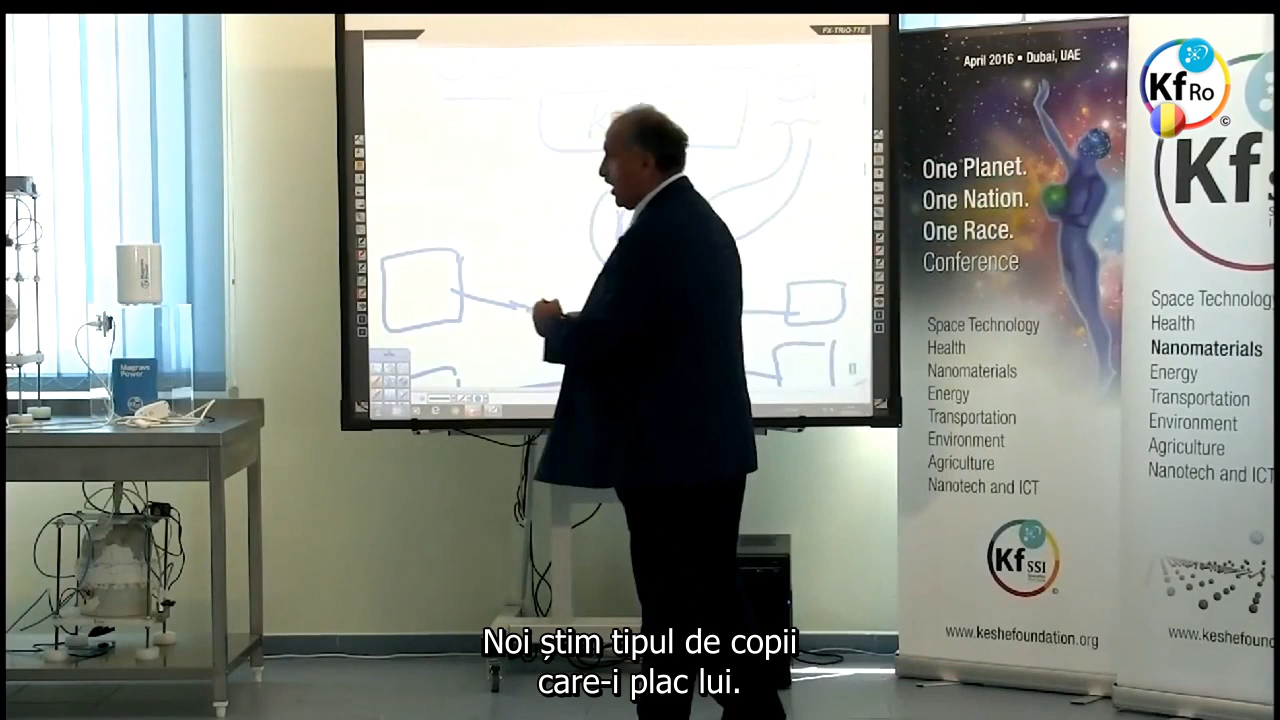 FX-TRIO-77E
April 2016 • Dubai, UAE
One Planet.
One Nation.
One Race.
Conference
Space Technology
Health
Nanomaterials
Energy
Transportation
Environment
Agriculture
Nanotech and ICT
Kf SSI
www.keshefoundation.org
Kf Ro
©
Kf
Space Technology
Health
Nanomaterials
Energy
Transportation
Environment
Agriculture
Nanotech and ICT
www.keshefound
Magravs
Power
Noi știm tipul de copii
care-i plac lui.